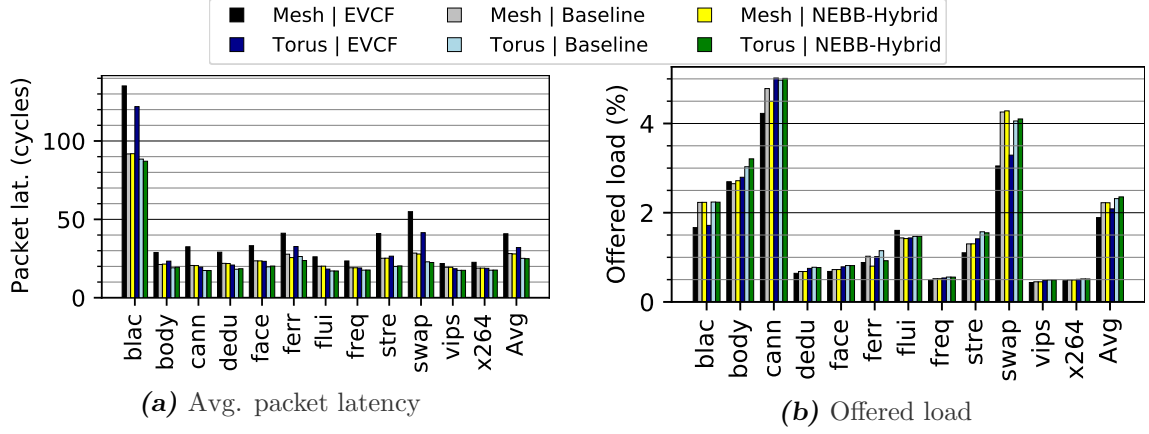 Mesh | EVCF Mesh | Baseline Mesh | NEBB-Hybrid
Torus | EVCF Torus | Baseline Torus | NEBB-Hybrid
Packet lat. (cycles)
100
50
0
blac body cann dedu face ferr flui freq stre swap vips x264 Avg
(a) Avg. packet latency
Offered load (%)
4
2
0
blac body cann dedu face ferr flui freq stre swap vips x264 Avg
(b) Offered load